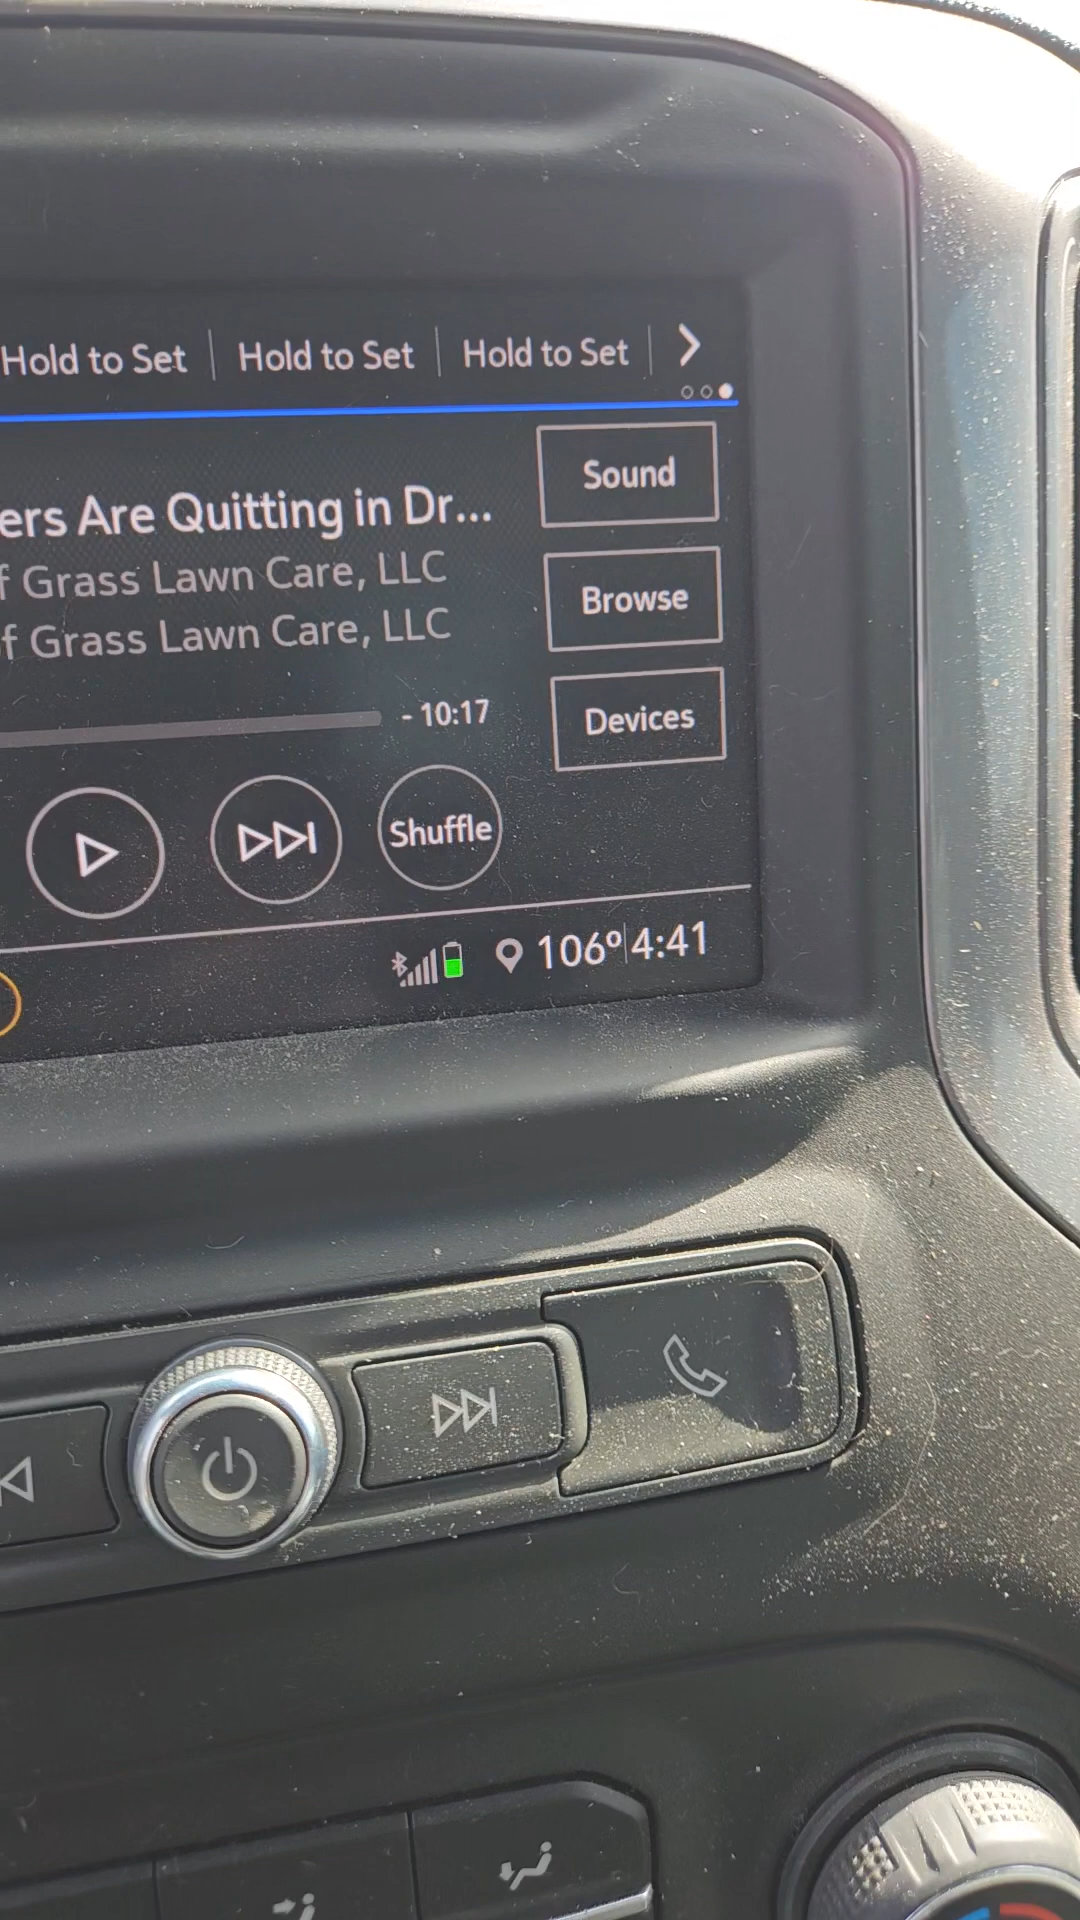 Hold to Set Hold to Set Hold to Set
Sound
ers Are Quitting in Dr...
f Grass Lawn Care, LLC
Browse
f Grass Lawn Care, LLC
- 10:17
Devices
Shuffle
106° 4:41